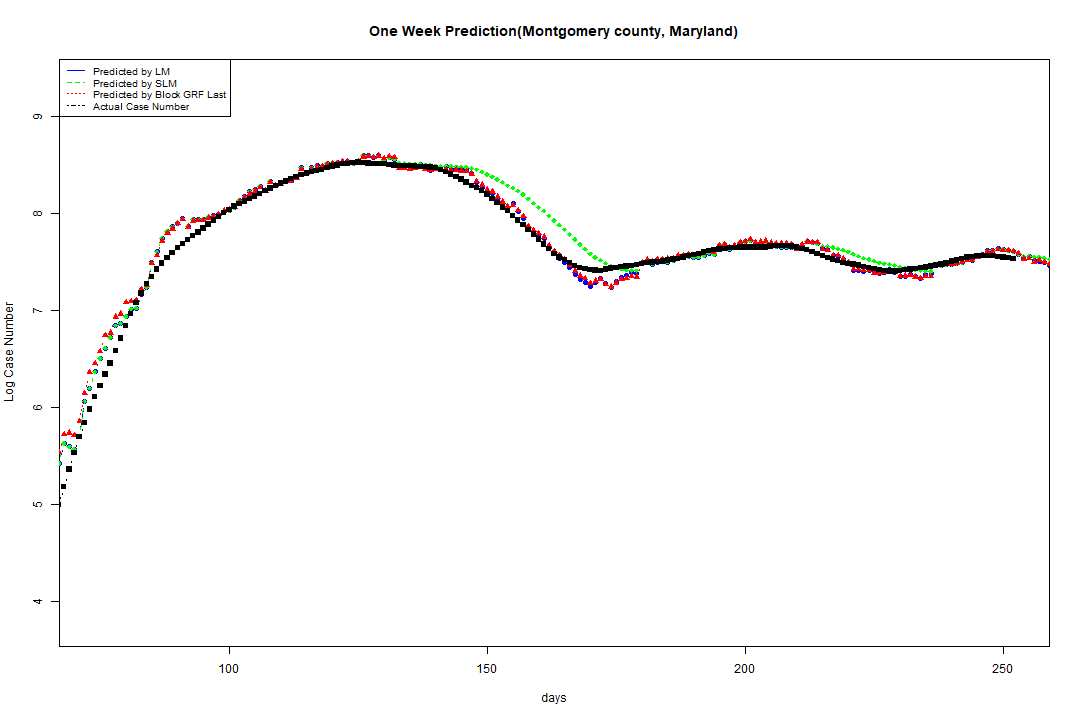 One Week Prediction(Montgomery county, Maryland)
Predicted by LM
Predicted by SLM
Predicted by Block GRF Last
Actual Case Number
9
8
7
6
5
4
Log Case Number
100 150 200 250
days